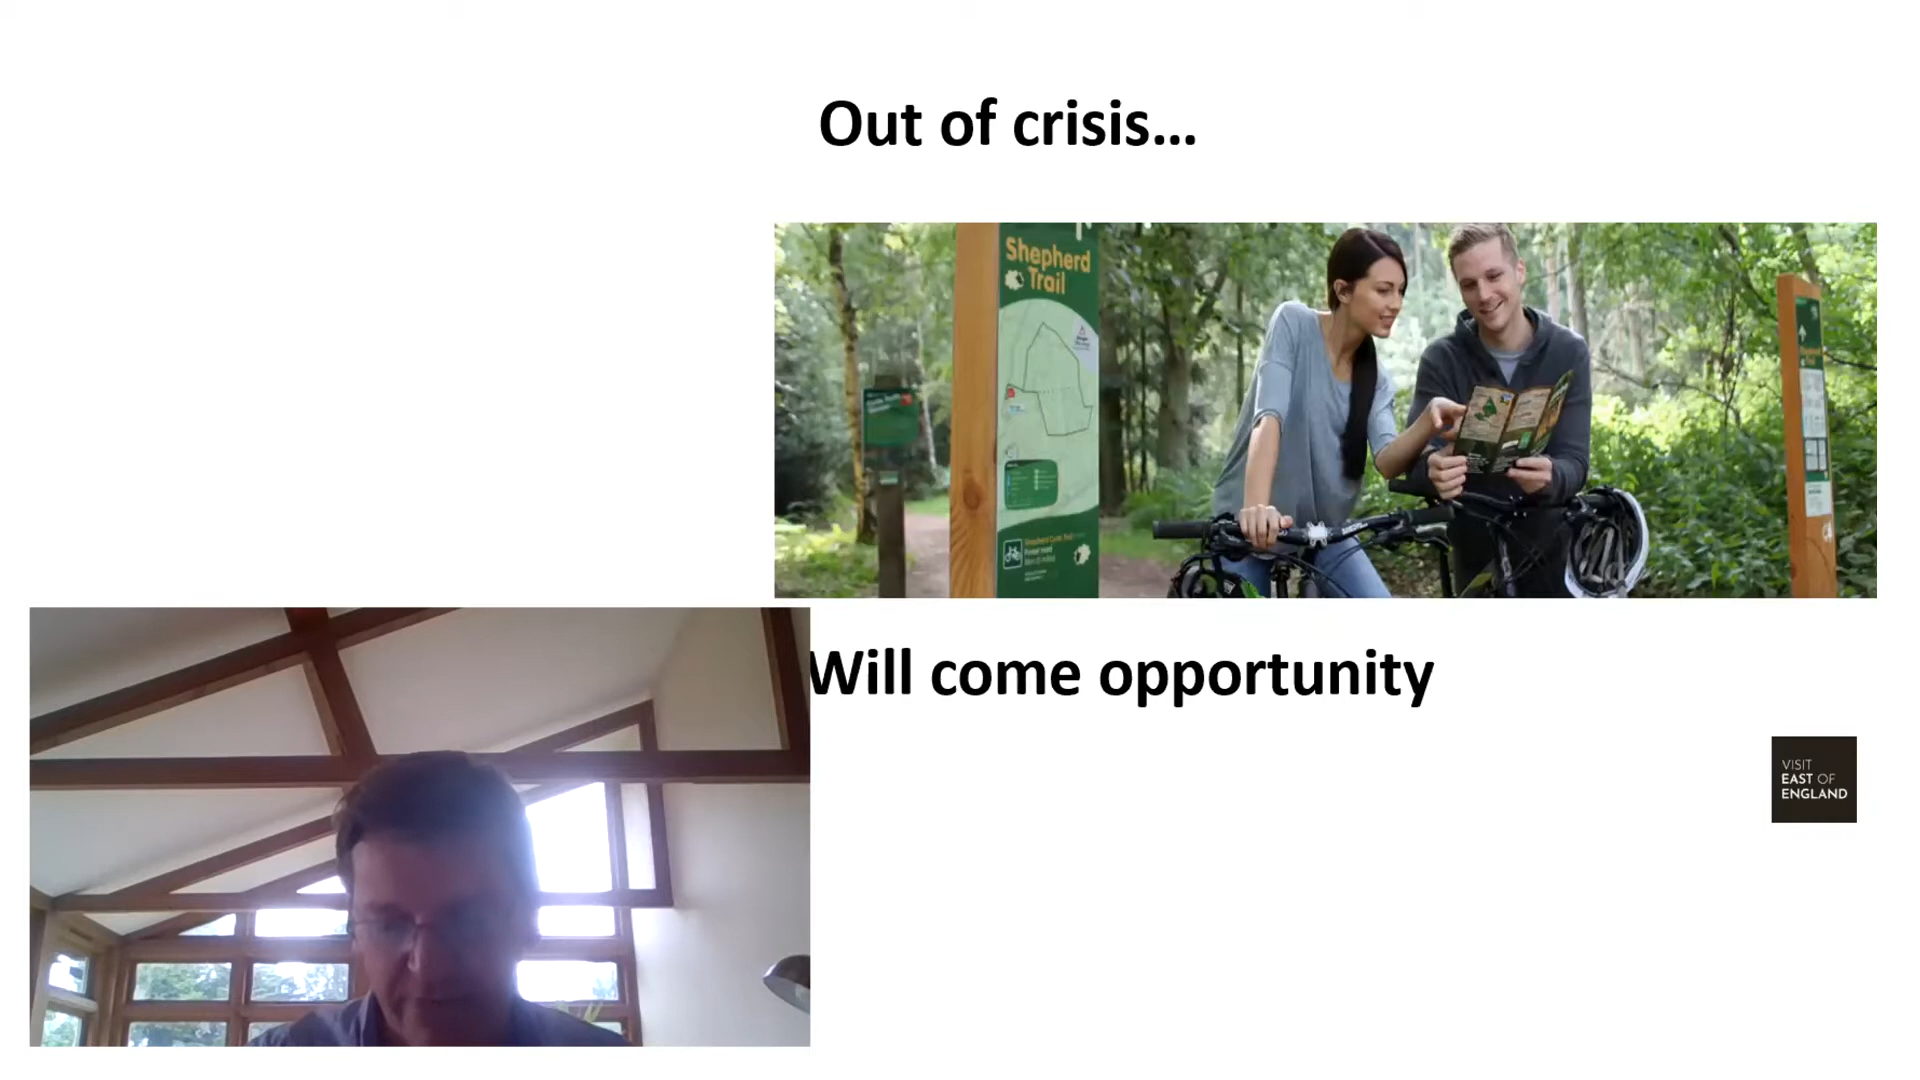 Out of crisis...
Shepherd
Trail
Will come opportunity
VISIT
EAST OF
ENGLAND